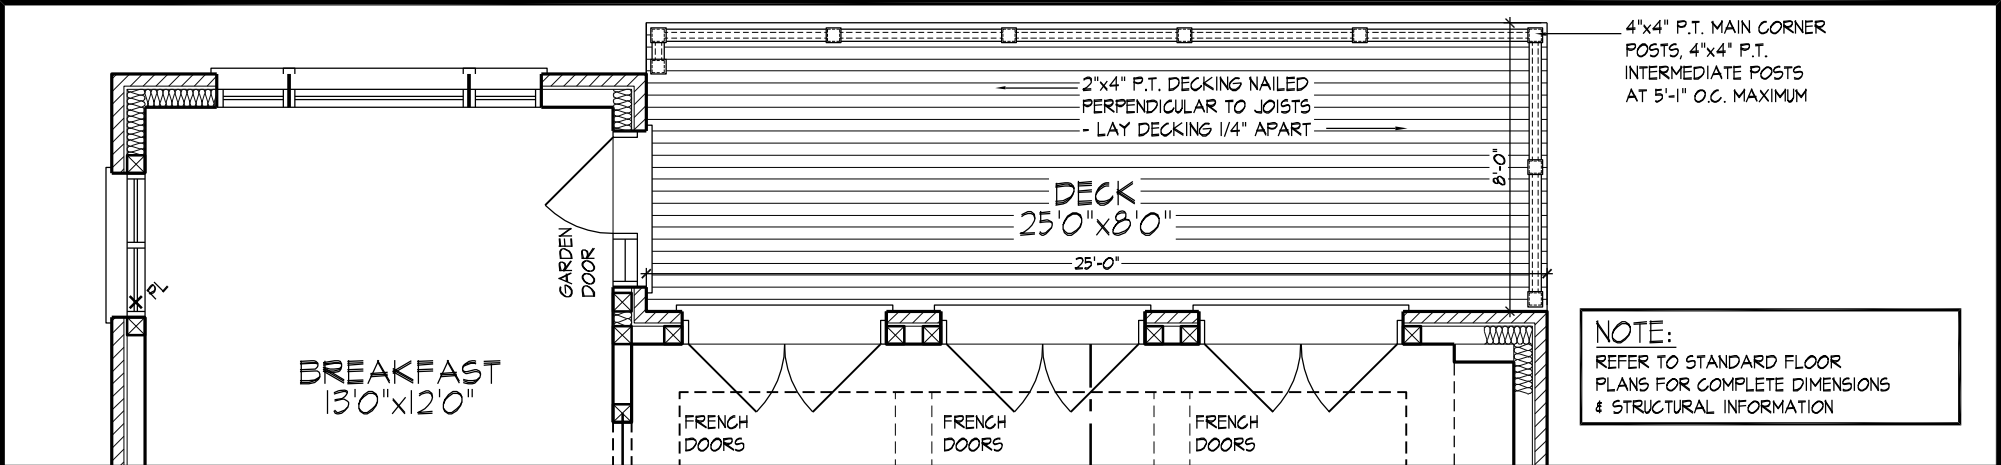 4"x4" P.T. MAIN CORNER
POSTS, 4"x4" P.T.
INTERMEDIATE POSTS
AT 5'-1" O.C. MAXIMUM
2"x4" P.T. DECKING NAILED
PERPENDICULAR TO JOISTS
- LAY DECKING 1/4" APART
8'-0"
DECK
25'0"x8'0"
25'-0"
GARDEN
DOOR
PL
BREAKFAST
13'0"x12'0"
FRENCH
DOORS
FRENCH
DOORS
FRENCH
DOORS
NOTE:
REFER TO STANDARD FLOOR
PLANS FOR COMPLETE DIMENSIONS
& STRUCTURAL INFORMATION